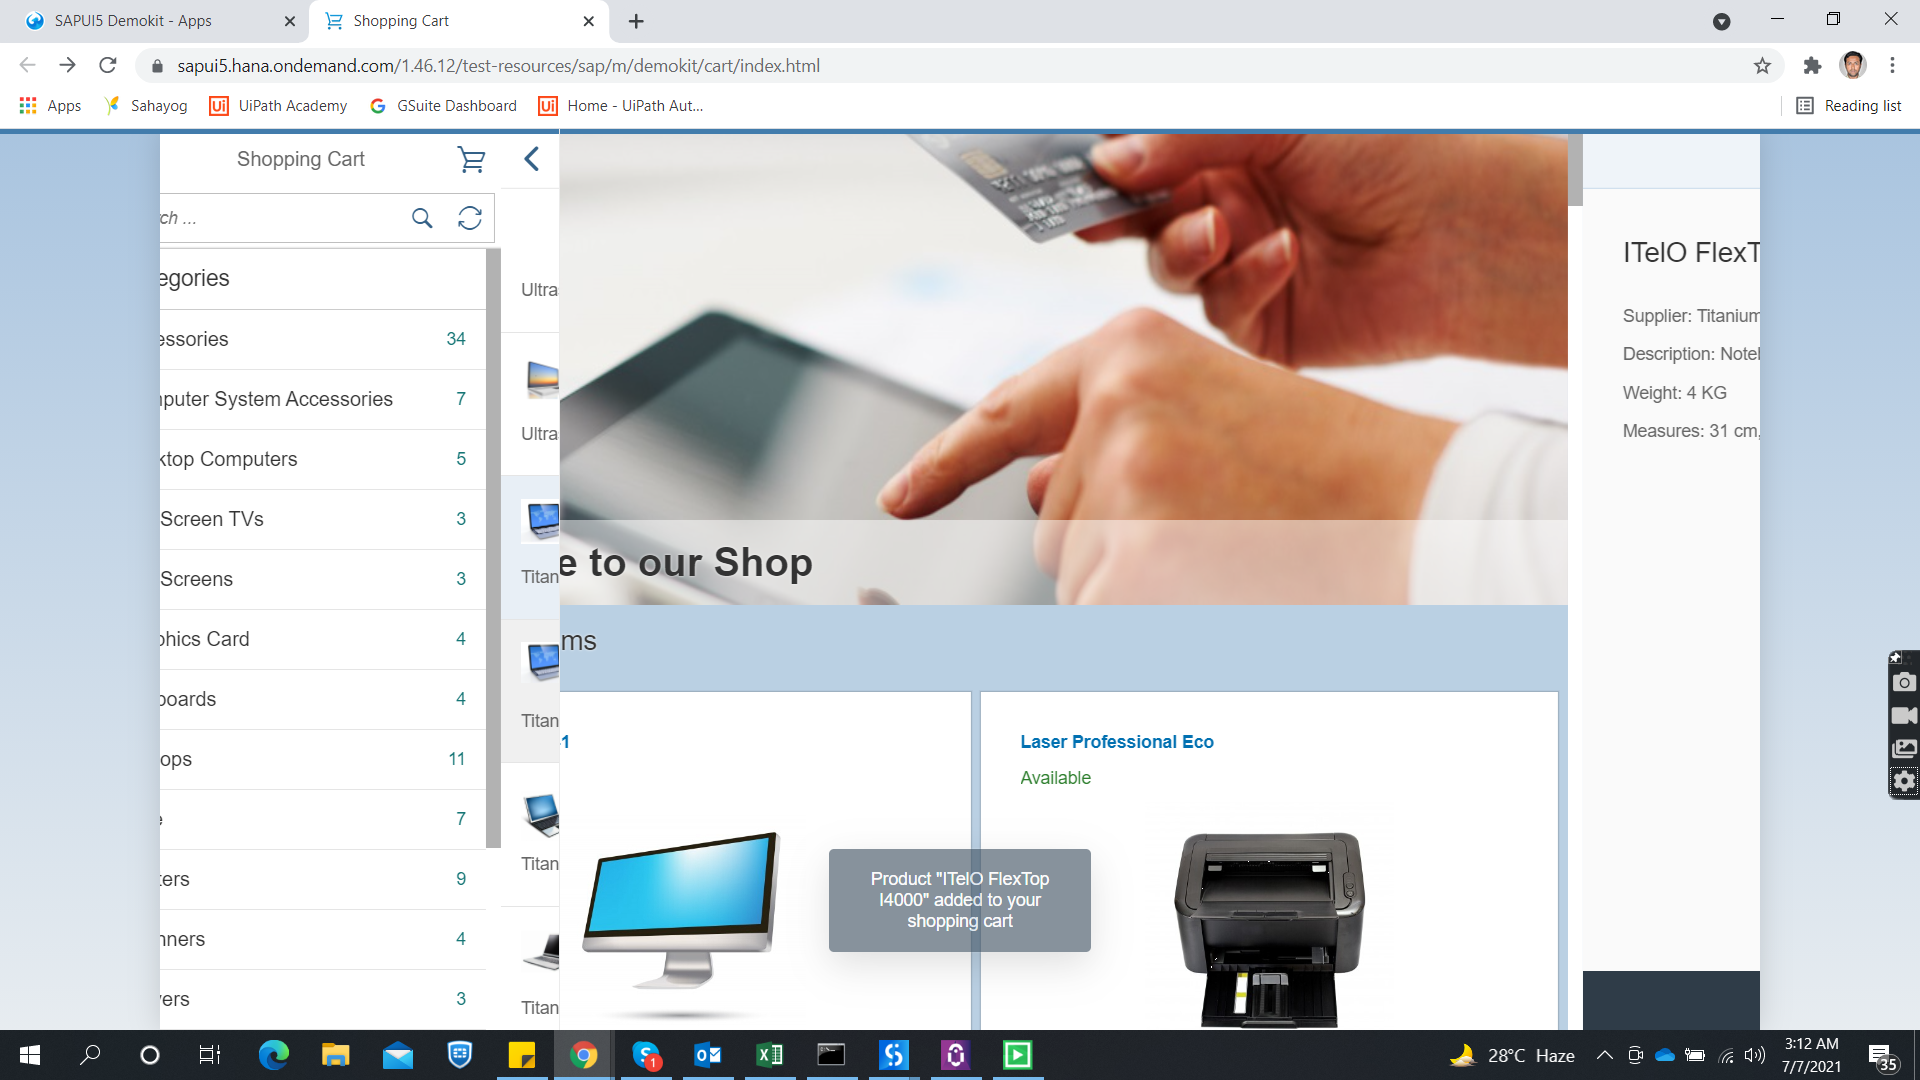 SAPUI5 Demokit - Apps
Shopping Cart
sapui5.hana.ondemand.com/1.46.12/test-resources/sap/m/demokit/cart/index.html
Apps
Sahayog
UiPath Academy
GSuite Dashboard
Home - UiPath Aut...
Reading list
Shopping Cart
ch ...
egories
essories 34
puter System Accessories 7
ktop Computers 5
Screen TVs 3
Screens 3
phics Card 4
boards 4
ops 11
e 7
ters 9
nners 4
ers 3
Ultra
Ultra
Titan
Titan
Titan
Titan
e to our Shop
ms
-1
Laser Professional Eco
Available
Product "ITelO FlexTop
I4000" added to your
shopping cart
ITelO FlexT
Supplier: Titanium
Description: Note
Weight: 4 KG
Measures: 31 cm,
1
28°C Haze
3:12 AM
7/7/2021
35